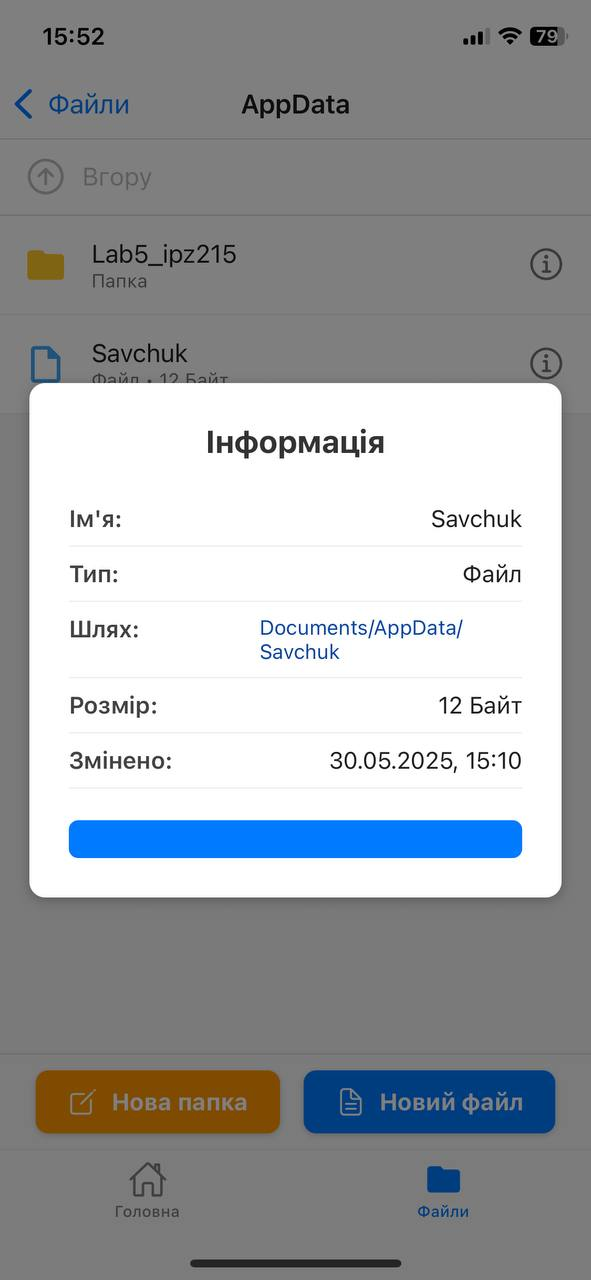 15:52
79
Файли
AppData
Вгору
Lab5_ipz215
Папка
Savchuk
Файл • 12 Байт
Інформація
Ім'я:
Savchuk
Тип:
Файл
Шлях:
Documents/AppData/
Savchuk
Розмір:
12 Байт
Змінено:
30.05.2025, 15:10
Нова папка
Новий файл
Головна
Файли